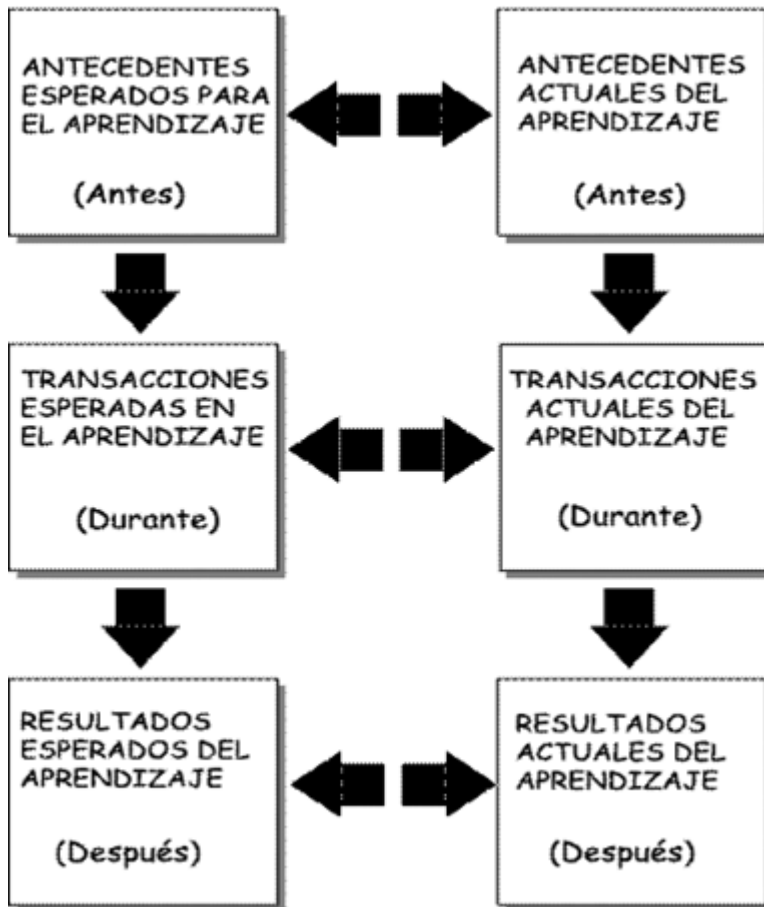 ANTECEDENTES
ESPERADOS PARA
EL APRENDIZAJE
(Antes)
ANTECEDENTES
ACTUALES DEL
APRENDIZAJE
(Antes)
TRANSACCIONES
ESPERADAS EN
EL APRENDIZAJE
(Durante)
TRANSACCIONES
ACTUALES DEL
APRENDIZAJE
(Durante)
RESULTADOS
ESPERADOS DEL
APRENDIZAJE
(Después)
RESULTADOS
ACTUALES DEL
APRENDIZAJE
(Después)